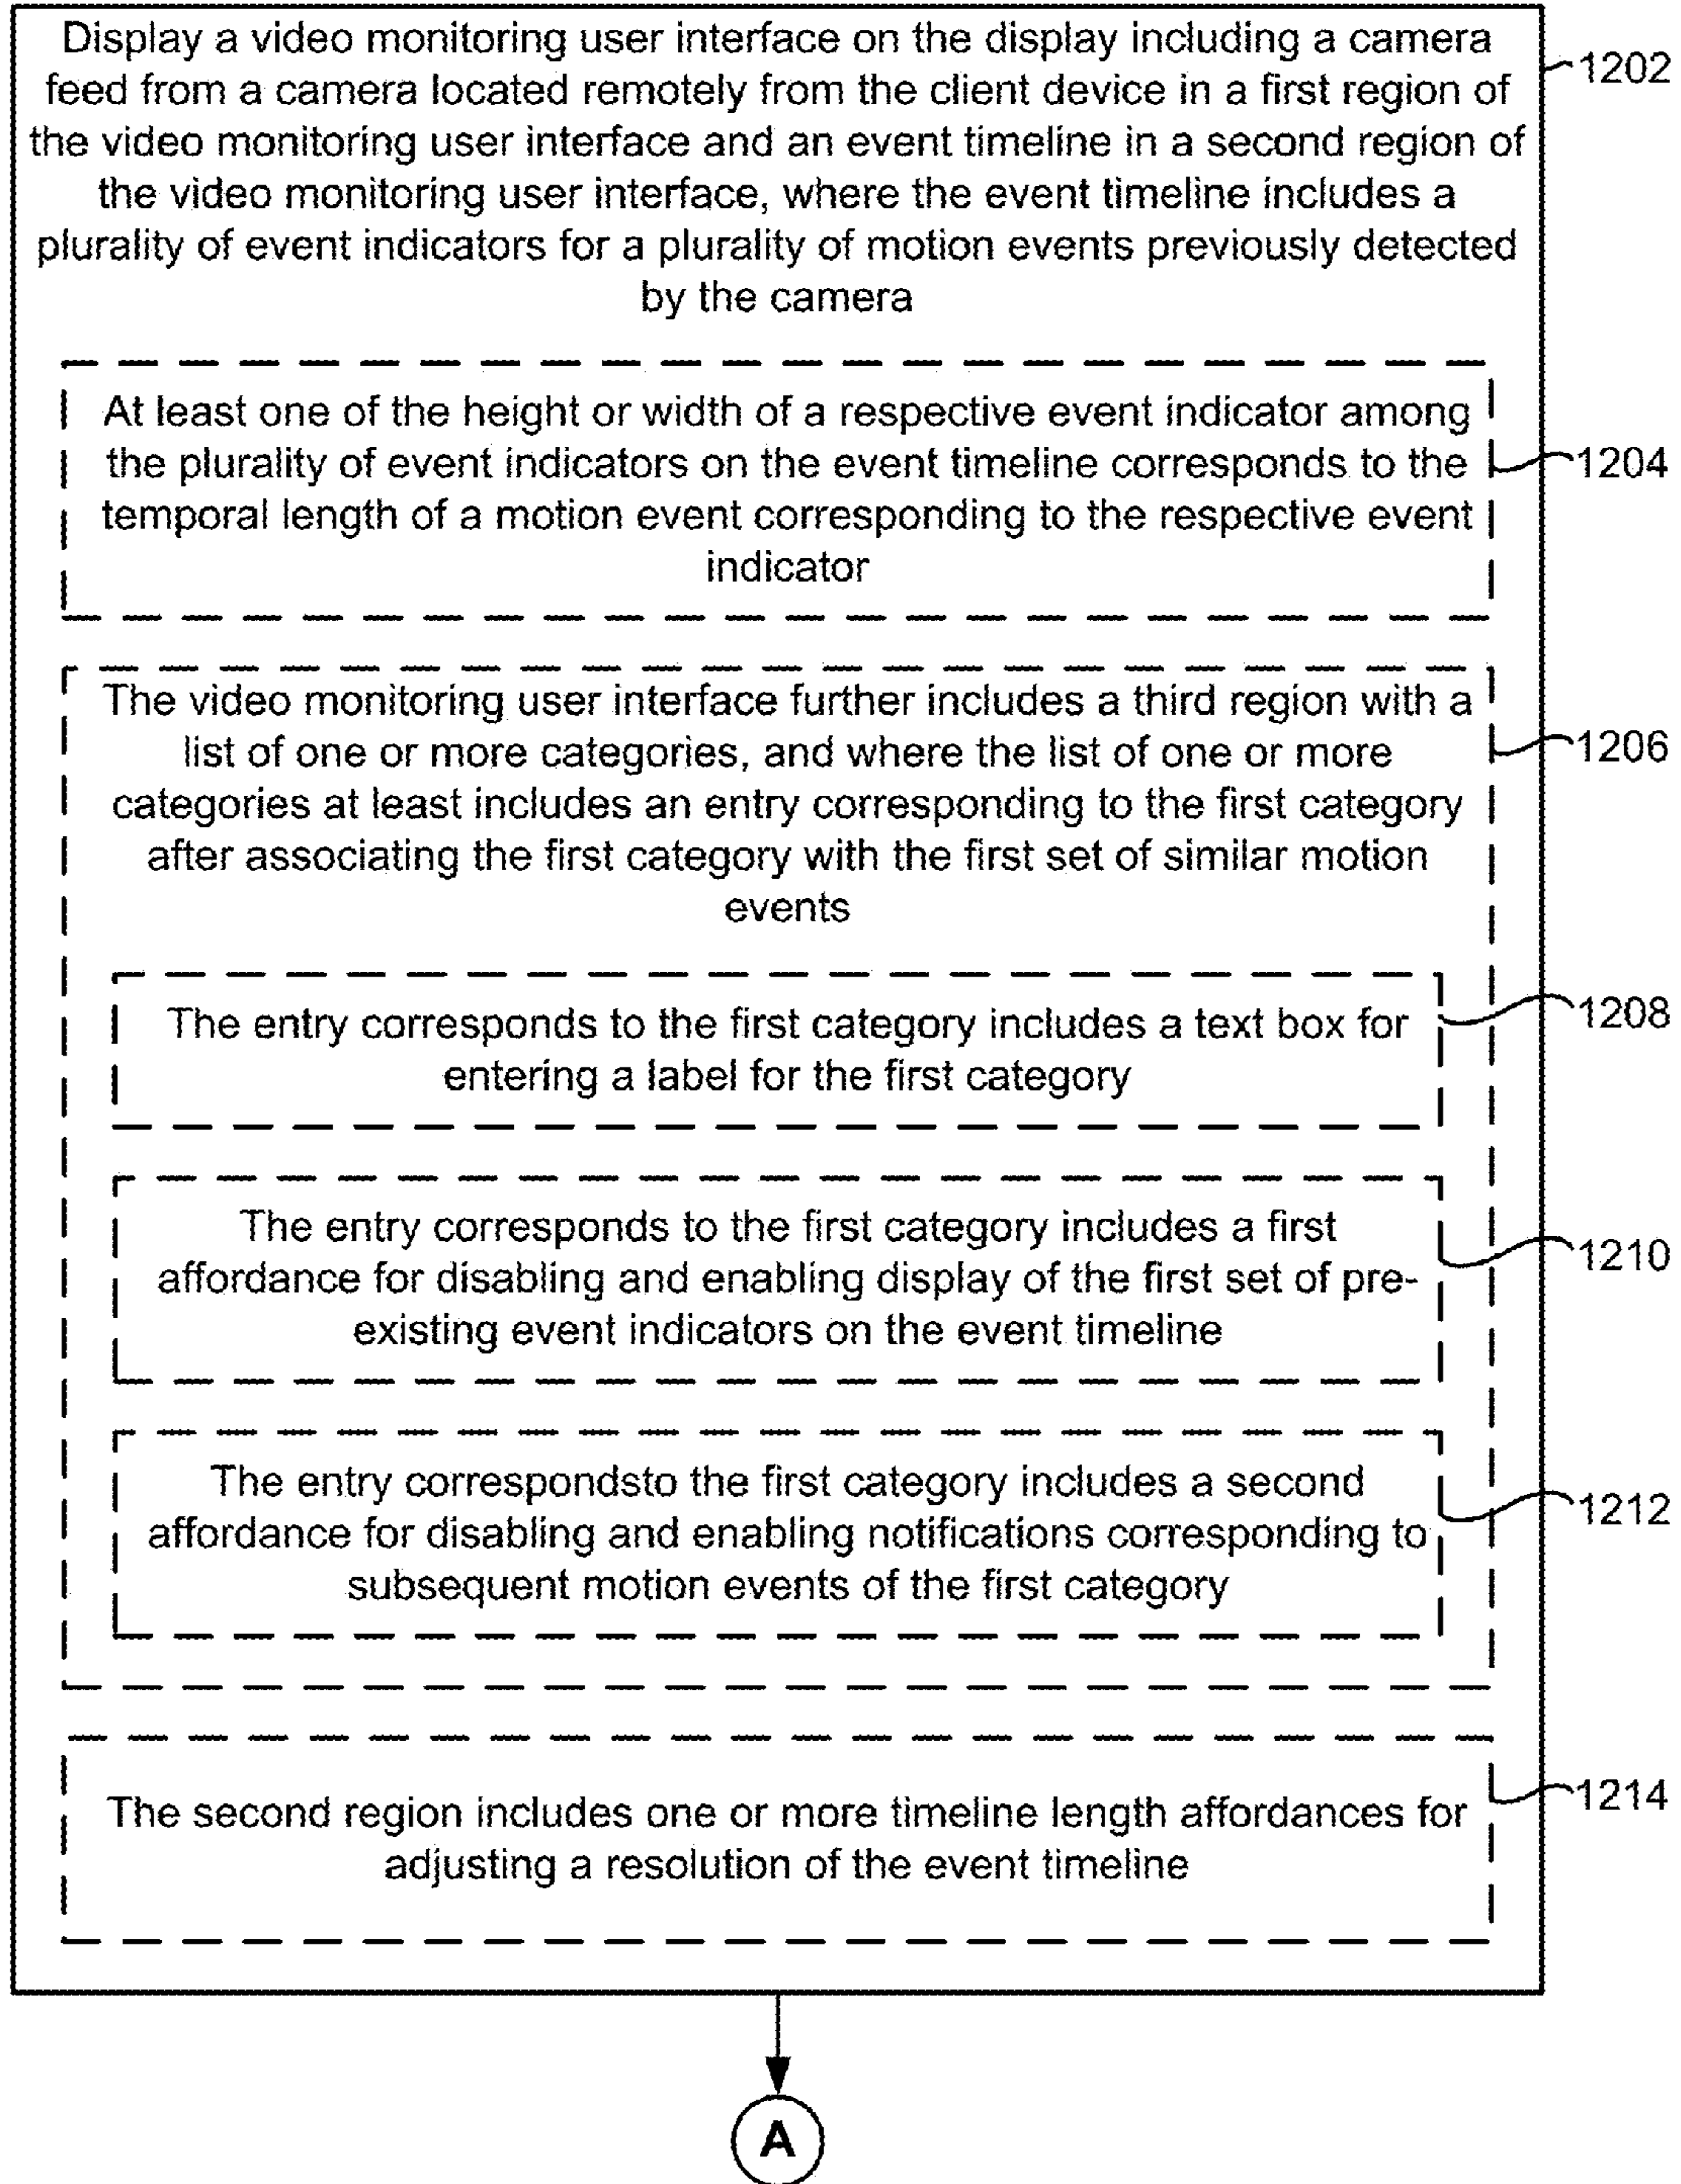 Display a video monitoring user interface on the display including a camera
feed from a camera located remotely from the client device in a first region of
the video monitoring user interface and an event timeline in a second region of
the video monitoring user interface, where the event timeline includes a
plurality of event indicators for a plurality of motion events previously detected
by the camera
1202
At least one of the height or width of a respective event indicator among
the plurality of event indicators on the event timeline corresponds to the
temporal length of a motion event corresponding to the respective event
indicator
1204
The video monitoring user interface further includes a third region with a
list of one or more categories, and where the list of one or more
categories at least includes an entry corresponding to the first category
after associating the first category with the first set of similar motion
events
1206
The entry corresponds to the first category includes a text box for
entering a label for the first category
1208
The entry corresponds to the first category includes a first
affordance for disabling and enabling display of the first set of pre-
existing event indicators on the event timeline
1210
The entry correspondsto the first category includes a second
affordance for disabling and enabling notifications corresponding to
subsequent motion events of the first category
1212
The second region includes one or more timeline length affordances for
adjusting a resolution of the event timeline
1214
A